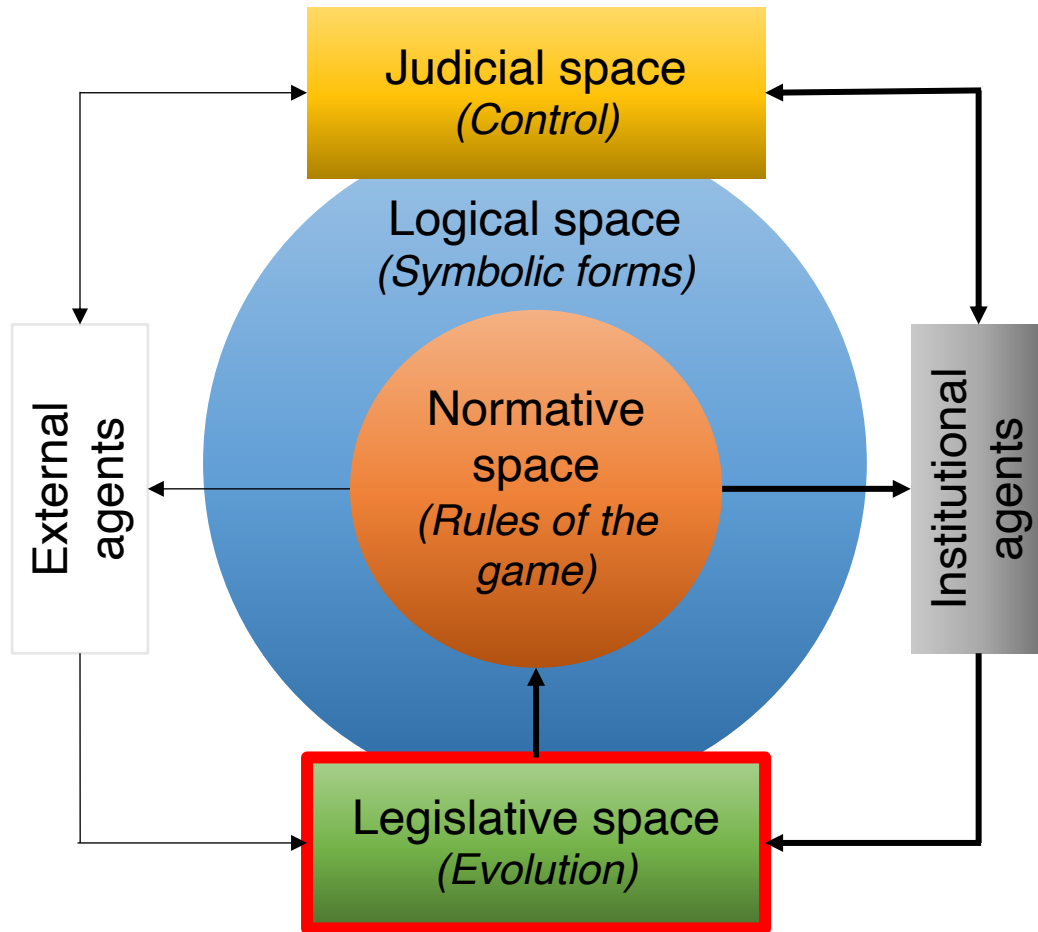 Judicial space
(Control)
Logical space
(Symbolic forms)
External
agents
Normative
space
(Rules of the
game)
Institutional
agents
Legislative space
(Evolution)